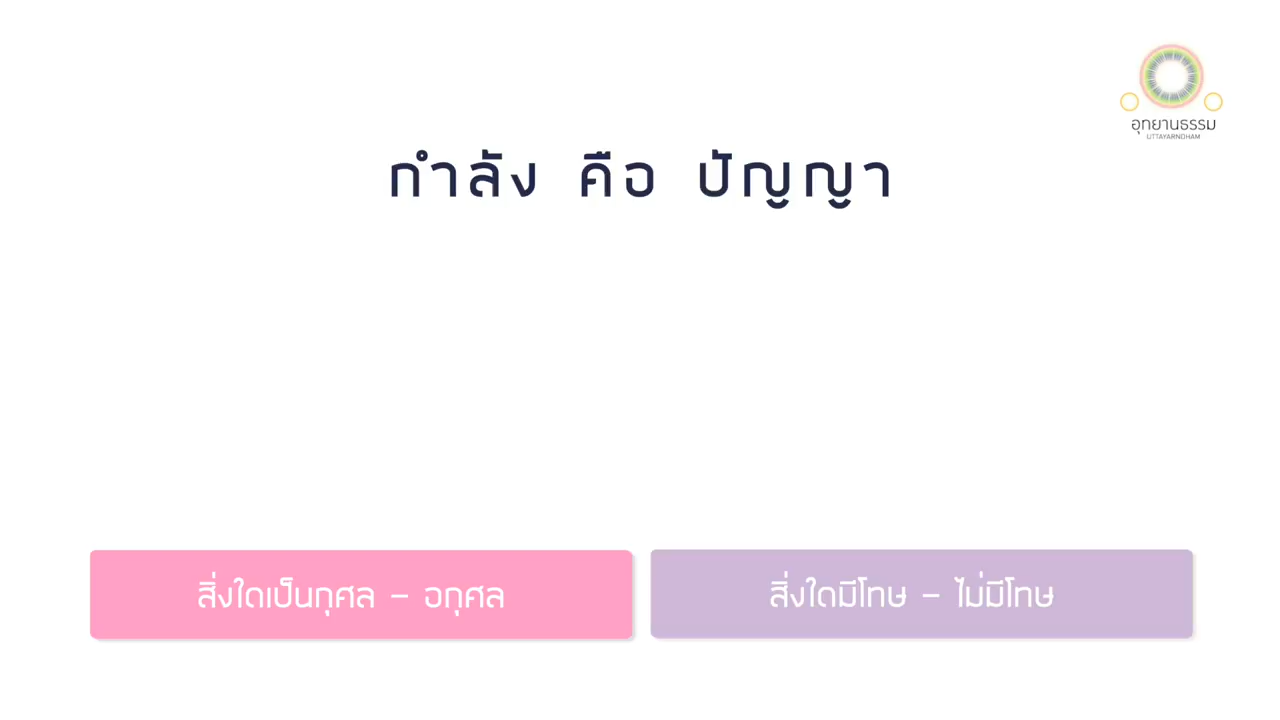 อุทยานธรรม
UTTAYARNDHAM
กำลัง คือ ปัญญา
สิ่งใดเป็นกุศล - อกุศล
สิ่งใดมีโทษ - ไม่มีโทษ